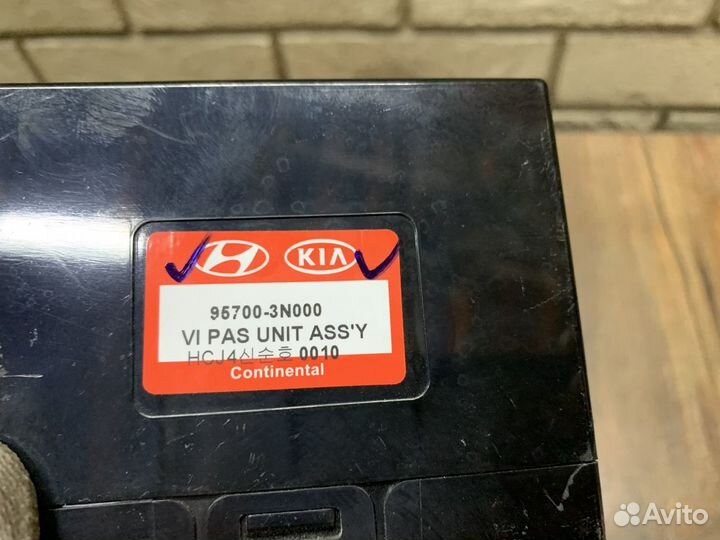 KIA
95700-3N000
VI PAS UNIT ASS'Y
HCJ4신순호 0010
Continental
Avito